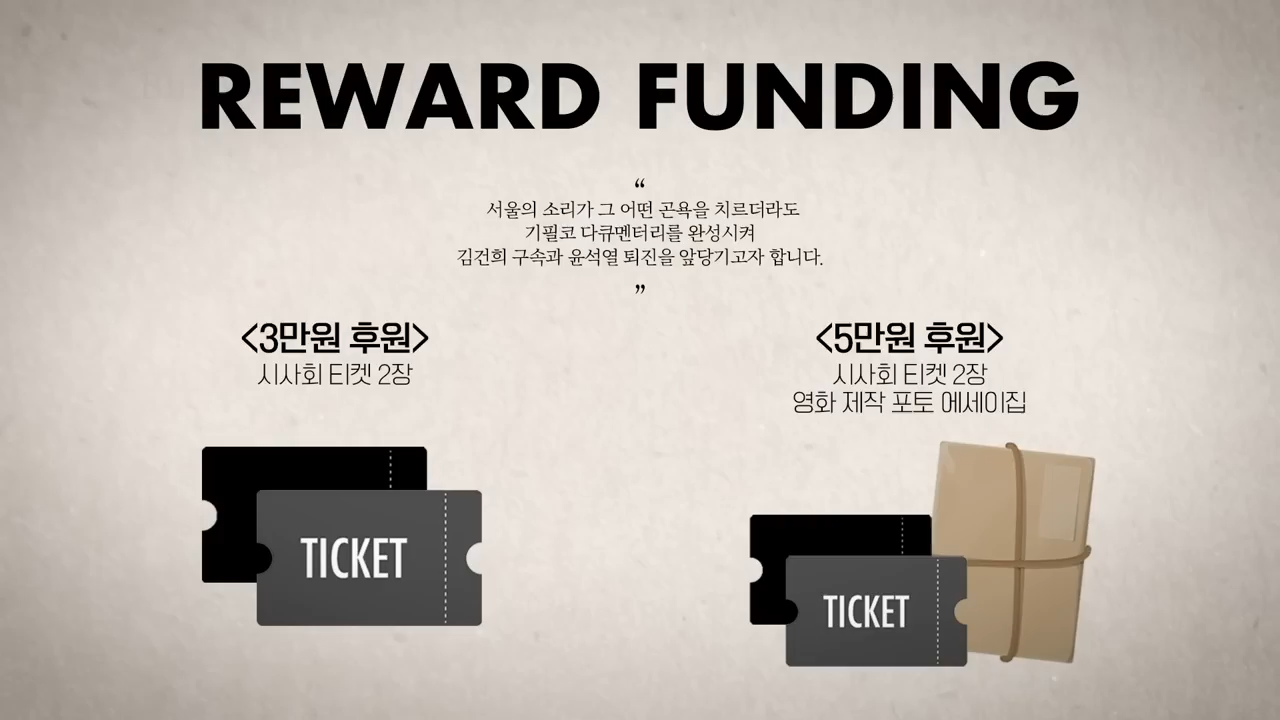 REWARD FUNDING
“
서울의 소리가 그 어떤 곤욕을 치르더라도
기필코 다큐멘터리를 완성시켜
김건희 구속과 윤석열 퇴진을 앞당기고자 합니다.
”
<3만원 후원>
시사회 티켓 2장
<5만원 후원>
시사회 티켓 2장
영화 제작 포토 에세이집
TICKET
TICKET